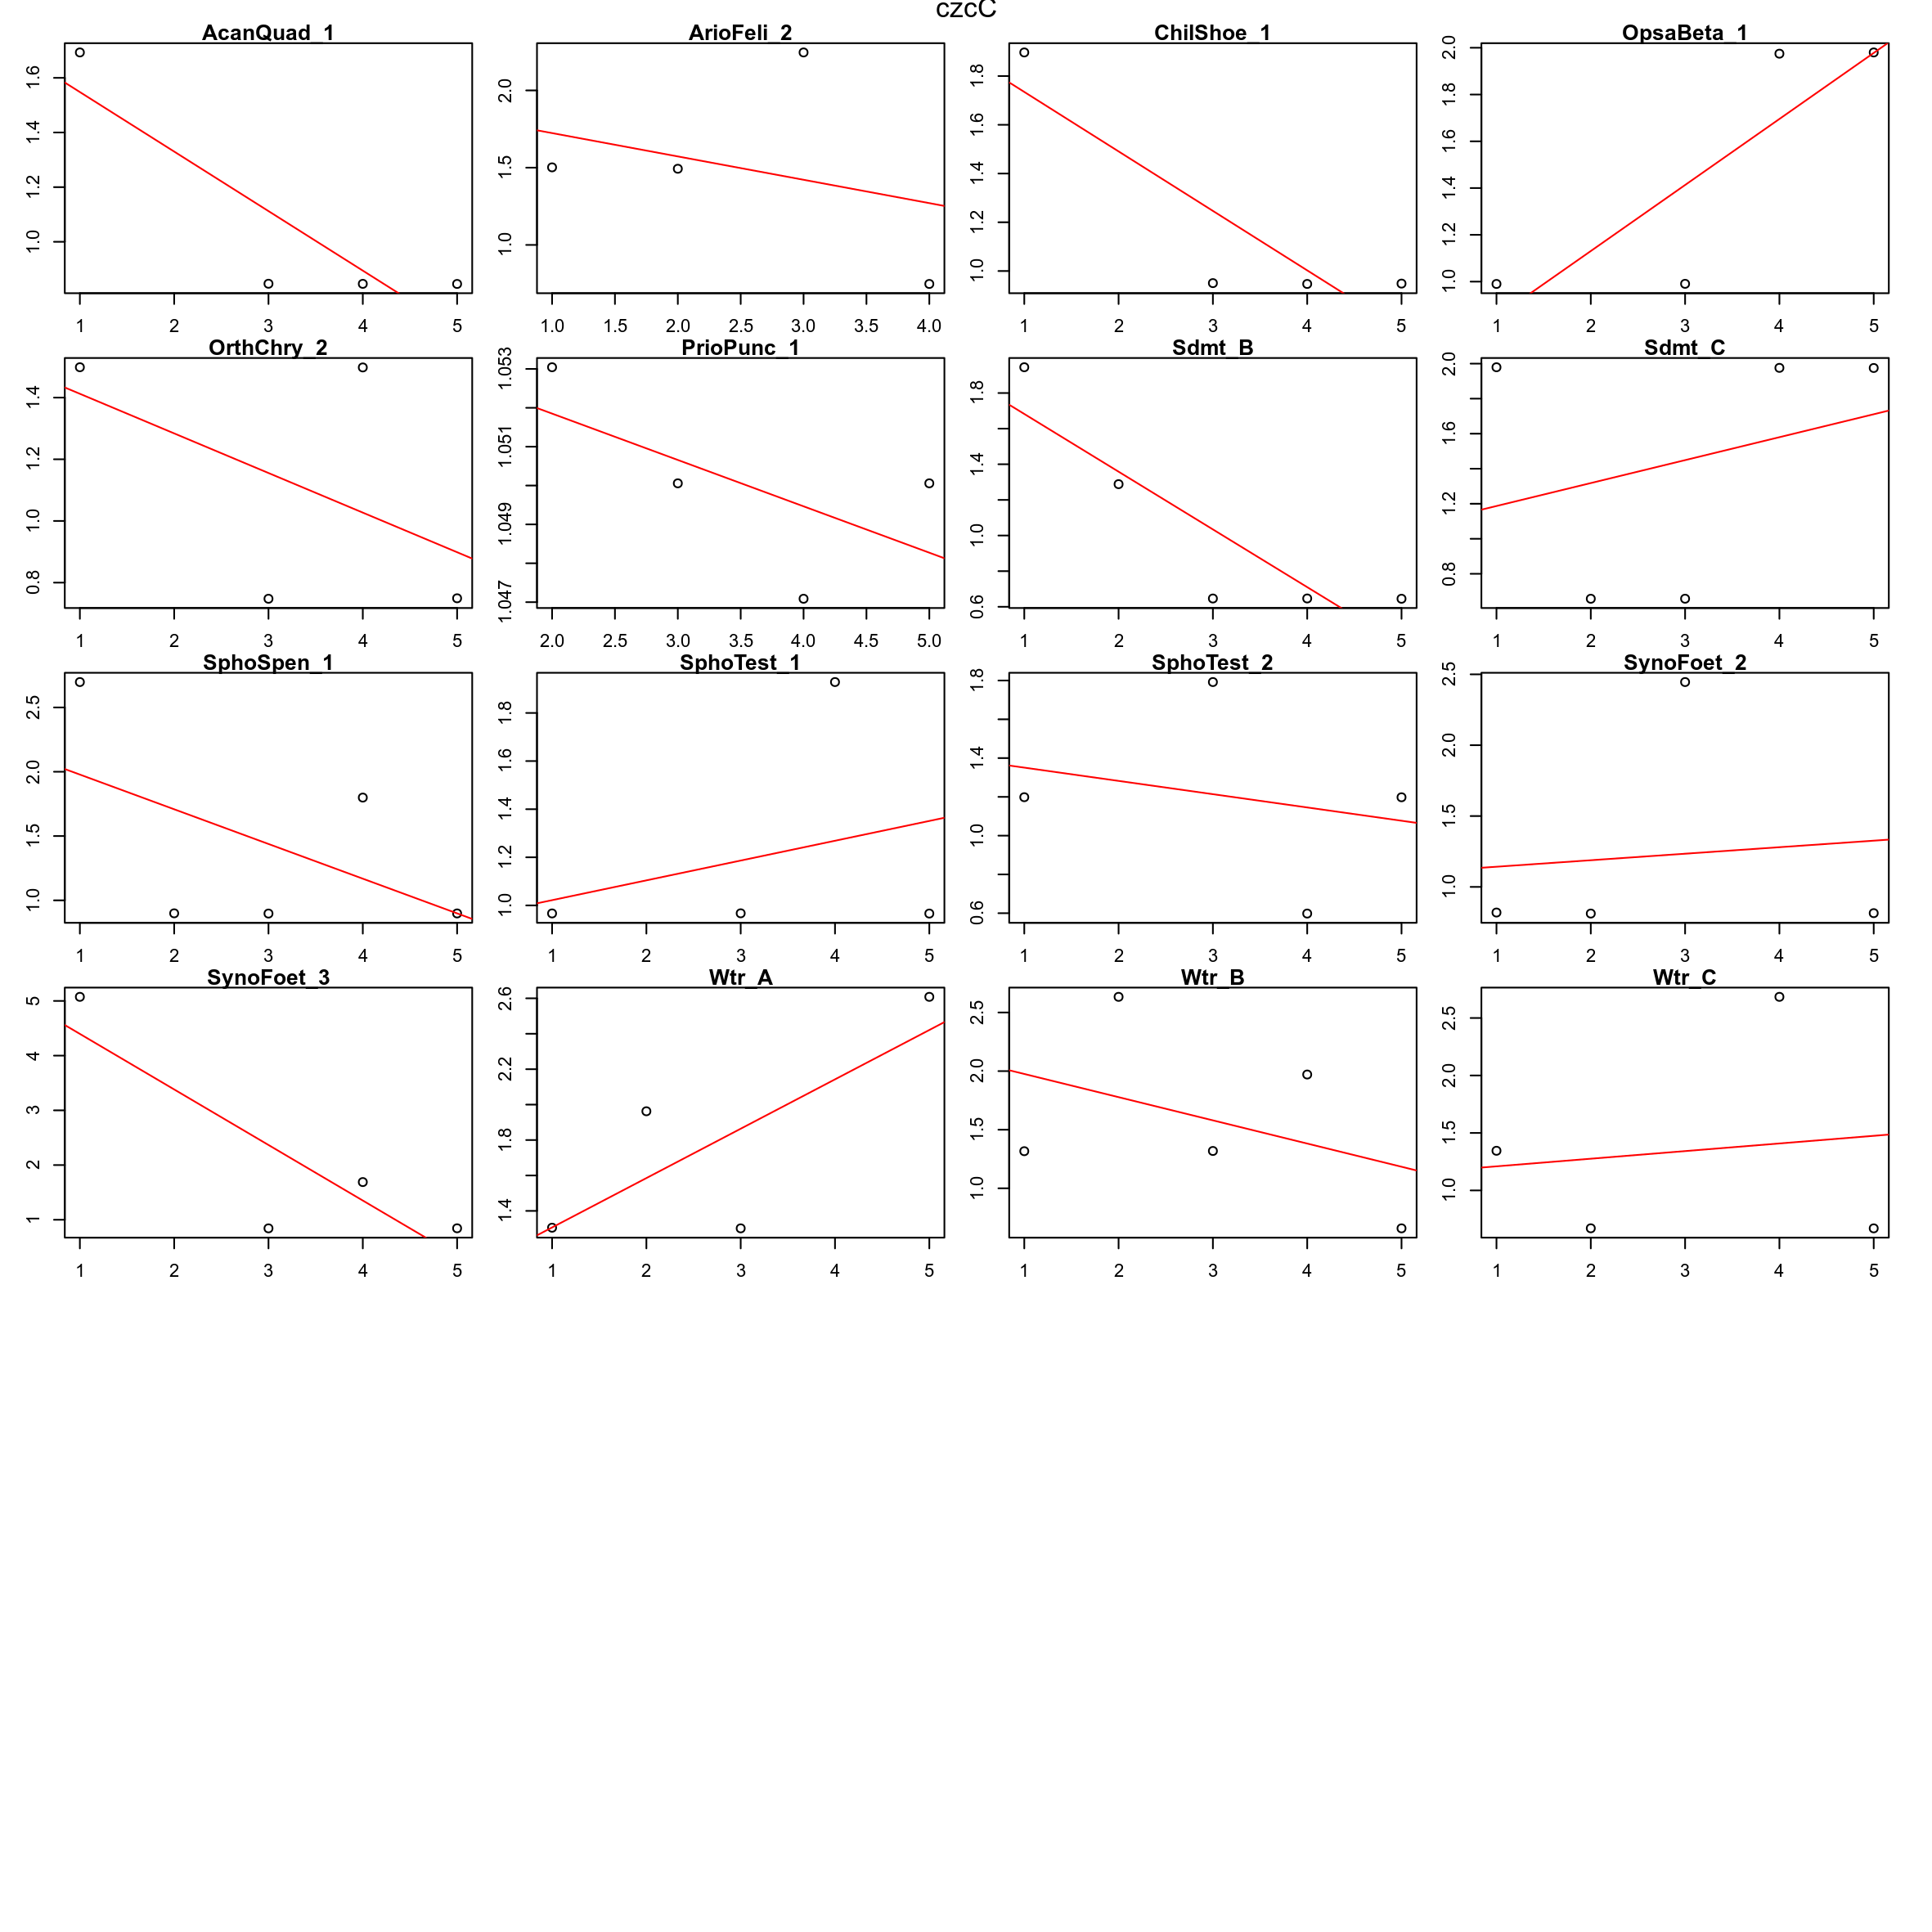 czcC
AcanQuad_1
1.0 1.2 1.4 1.6
1 2 3 4 5
ArioFeli_2
1.0 1.5 2.0
1.0 1.5 2.0 2.5 3.0 3.5 4.0
ChilShoe_1
1.0 1.2 1.4 1.6 1.8
1 2 3 4 5
OpsaBeta_1
1.0 1.2 1.4 1.6 1.8 2.0
1 2 3 4 5
OrthChry_2
0.8 1.0 1.2 1.4
1 2 3 4 5
PrioPunc_1
1.047 1.049 1.051 1.053
2.0 2.5 3.0 3.5 4.0 4.5 5.0
Sdmt_B
0.6 1.0 1.4 1.8
1 2 3 4 5
Sdmt_C
0.8 1.2 1.6 2.0
1 2 3 4 5
SphoSpen_1
1.0 1.5 2.0 2.5
1 2 3 4 5
SphoTest_1
1.0 1.2 1.4 1.6 1.8
1 2 3 4 5
SphoTest_2
0.6 1.0 1.4 1.8
1 2 3 4 5
SynoFoet_2
1.0 1.5 2.0 2.5
1 2 3 4 5
SynoFoet_3
1 2 3 4 5
1 2 3 4 5
Wtr_A
1.4 1.8 2.2 2.6
1 2 3 4 5
Wtr_B
1.0 1.5 2.0 2.5
1 2 3 4 5
Wtr_C
1.0 1.5 2.0 2.5
1 2 3 4 5